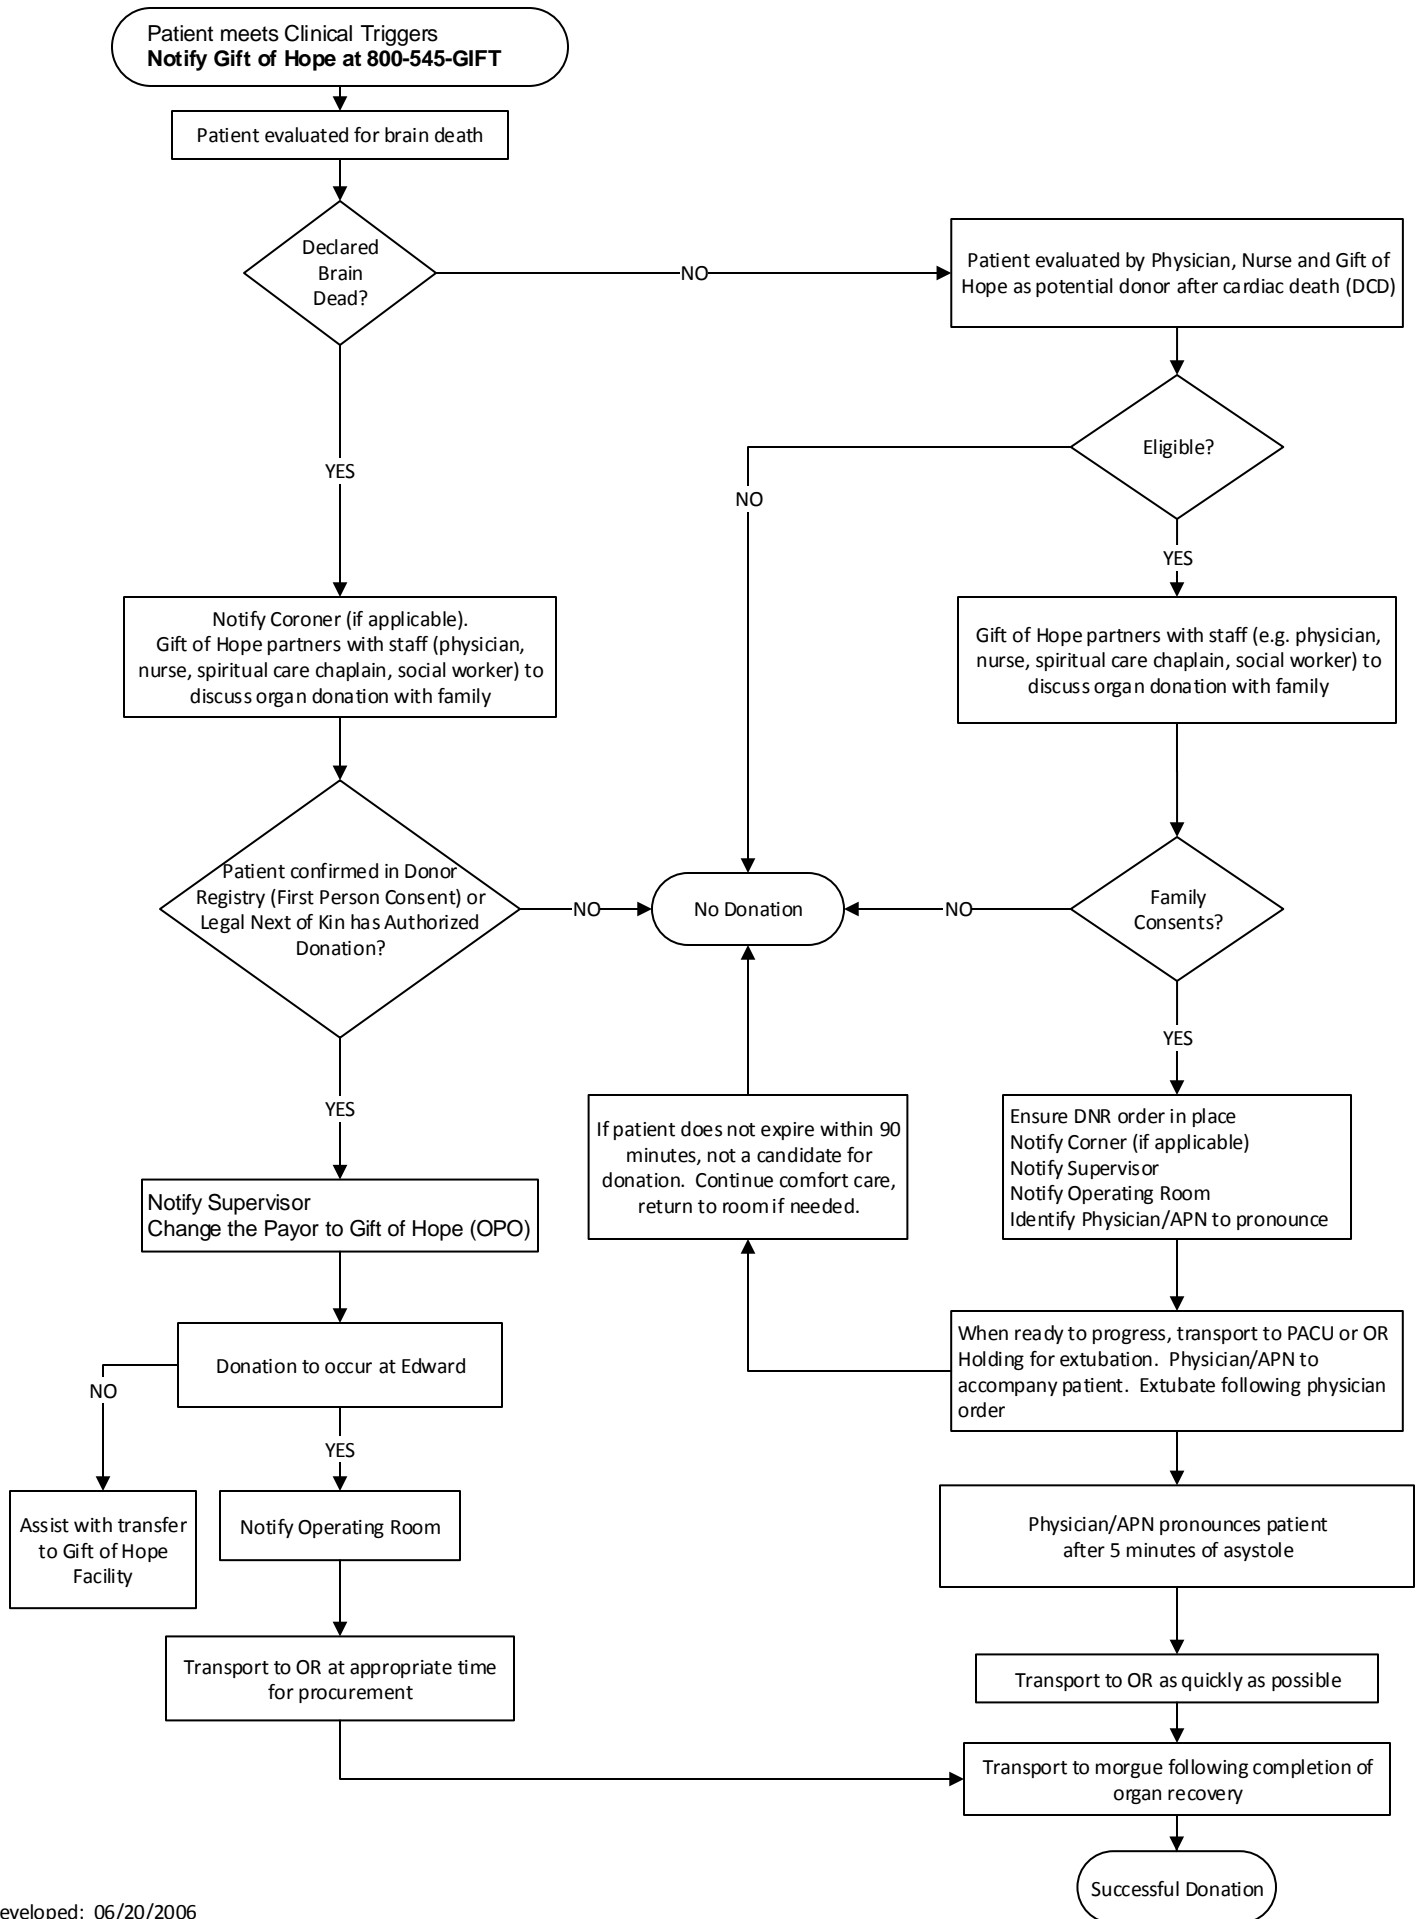 Patient meets Clinical Triggers
Notify Gift of Hope at 800-545-GIFT
Patient evaluated for brain death
Declared
Brain
Dead?
NO
Patient evaluated by Physician, Nurse and Gift of
Hope as potential donor after cardiac death (DCD)
Eligible?
NO
YES
YES
Notify Coroner (if applicable).
Gift of Hope partners with staff (physician,
nurse, spiritual care chaplain, social worker) to
discuss organ donation with family
Gift of Hope partners with staff (e.g. physician,
nurse, spiritual care chaplain, social worker) to
discuss organ donation with family
Patient confirmed in Donor
Registry (First Person Consent) or
Legal Next of Kin has Authorized
Donation?
NO
No Donation
NO
Family
Consents?
YES
YES
If patient does not expire within 90
minutes, not a candidate for
donation. Continue comfort care,
return to room if needed.
Ensure DNR order in place
Notify Corner (if applicable)
Notify Supervisor
Notify Operating Room
Identify Physician/APN to pronounce
Notify Supervisor
Change the Payor to Gift of Hope (OPO)
Donation to occur at Edward
NO
YES
When ready to progress, transport to PACU or OR
Holding for extubation. Physician/APN to
accompany patient. Extubate following physician
order
Assist with transfer
to Gift of Hope
Facility
Notify Operating Room
Physician/APN pronounces patient
after 5 minutes of asystole
Transport to OR at appropriate time
for procurement
Transport to OR as quickly as possible
Transport to morgue following completion of
organ recovery
Successful Donation
eveloped: 06/20/2006